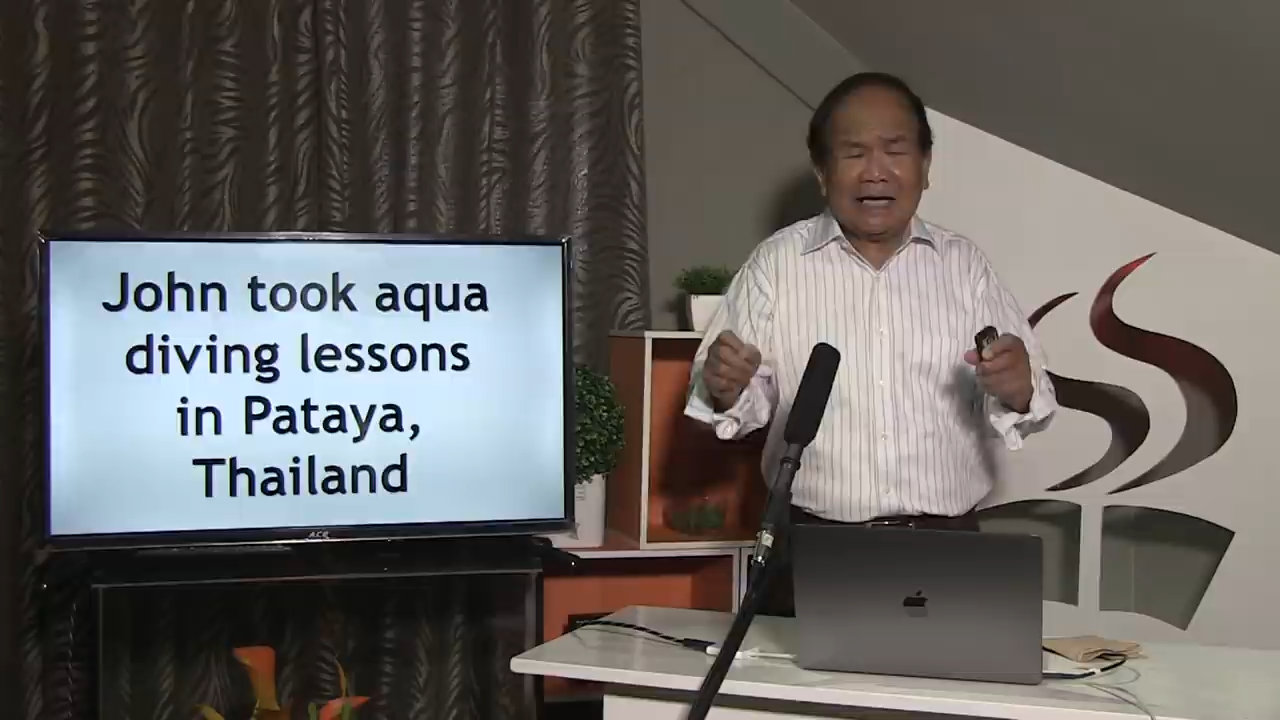 John took aqua
diving lessons
in Pataya,
Thailand